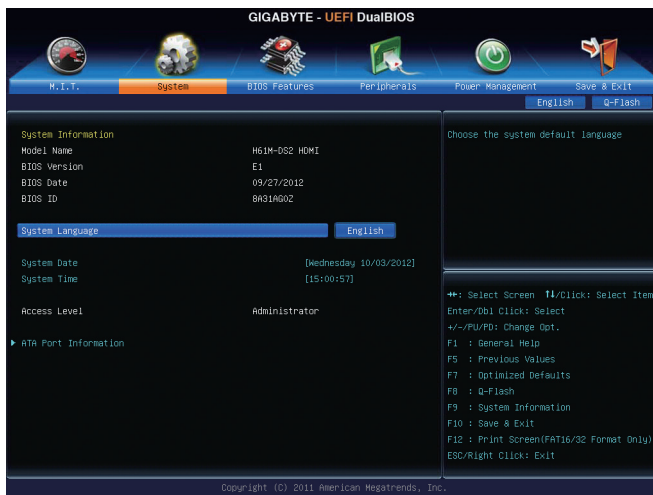 GIGABYTE - UEFI DualBIOS
M.I.T. System BIOS Features Peripherals Power Management Save & Exit
English Q-Flash
System Information
Model Name H61M-DS2 HDMI
BIOS Version E1
BIOS Date 09/27/2012
BIOS ID 8A31AG0Z
System Language English
System Date [Wednesday 10/03/2012]
System Time [15:00:57]
Access Level Administrator
ATA Port Information
Choose the system default language
↔: Select Screen ↑↓/Click: Select Item
Enter/Dbl Click: Select
+/-/PU/PD: Change Opt.
F1 : General Help
F5 : Previous Values
F7 : Optimized Defaults
F8 : Q-Flash
F9 : System Information
F10 : Save & Exit
F12 : Print Screen(FAT16/32 Format Only)
ESC/Right Click: Exit
Copyright (C) 2011 American Megatrends, Inc.